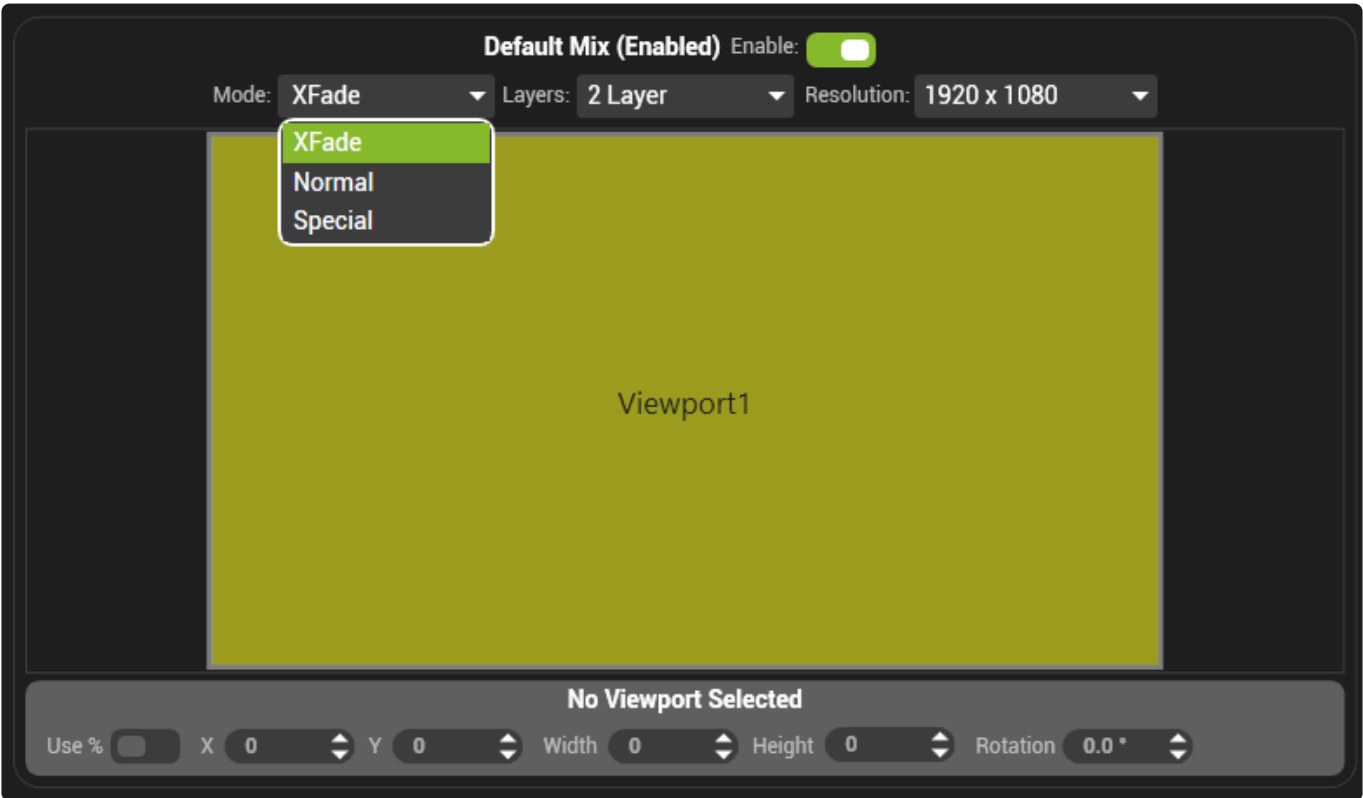 Default Mix (Enabled) Enable:
Mode: XFade Layers: 2 Layer Resolution: 1920 x 1080
XFade
Normal
Special
Viewport1
No Viewport Selected
Use % X 0 Y 0 Width 0 Height 0 Rotation 0.0 °